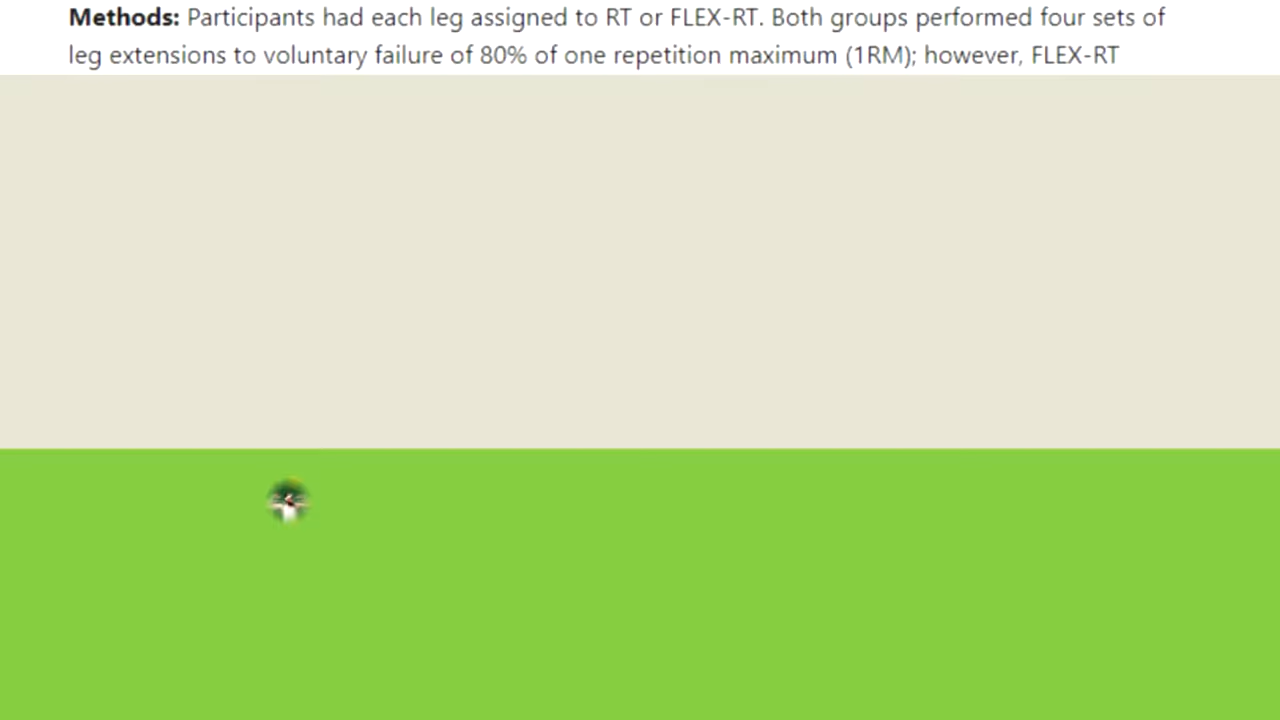 Methods: Participants had each leg assigned to RT or FLEX-RT. Both groups performed four sets of
leg extensions to voluntary failure of 80% of one repetition maximum (1RM); however, FLEX-RT